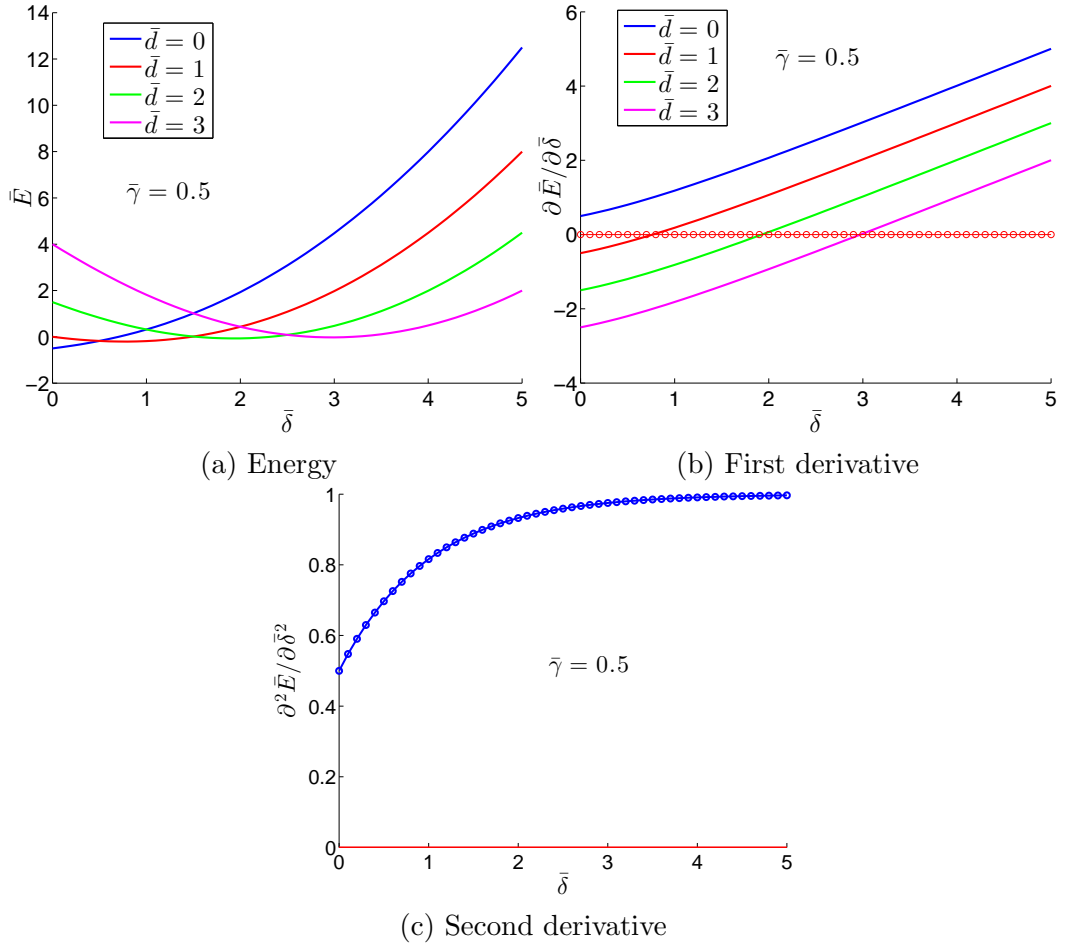 14
12
10
8
6
4
2
0
−2
0 1 2 3 4 5
Ē
δ̄
d̄ = 0
d̄ = 1
d̄ = 2
d̄ = 3
γ̄ = 0.5
(a) Energy
6
4
2
0
−2
−4
0 1 2 3 4 5
∂Ē/∂δ̄
δ̄
d̄ = 0
d̄ = 1
d̄ = 2
d̄ = 3
γ̄ = 0.5
(b) First derivative
1
0.8
0.6
0.4
0.2
0
0 1 2 3 4 5
∂²Ē/∂δ̄²
δ̄
γ̄ = 0.5
(c) Second derivative